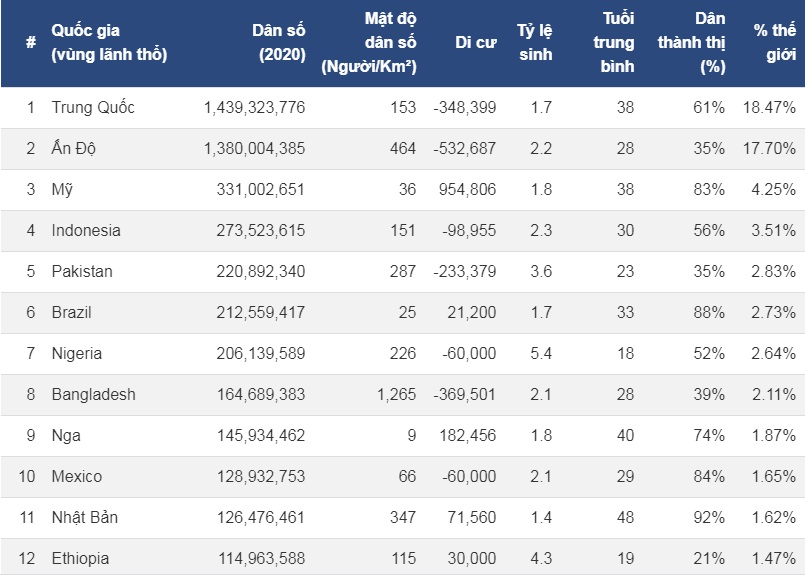 # Quốc gia (vùng lãnh thổ) Dân số (2020) Mật độ dân số (Người/Km²) Di cư Tỷ lệ sinh Tuổi trung bình Dân thành thị (%) % thế giới
1 Trung Quốc 1,439,323,776 153 -348,399 1.7 38 61% 18.47%
2 Ấn Độ 1,380,004,385 464 -532,687 2.2 28 35% 17.70%
3 Mỹ 331,002,651 36 954,806 1.8 38 83% 4.25%
4 Indonesia 273,523,615 151 -98,955 2.3 30 56% 3.51%
5 Pakistan 220,892,340 287 -233,379 3.6 23 35% 2.83%
6 Brazil 212,559,417 25 21,200 1.7 33 88% 2.73%
7 Nigeria 206,139,589 226 -60,000 5.4 18 52% 2.64%
8 Bangladesh 164,689,383 1,265 -369,501 2.1 28 39% 2.11%
9 Nga 145,934,462 9 182,456 1.8 40 74% 1.87%
10 Mexico 128,932,753 66 -60,000 2.1 29 84% 1.65%
11 Nhật Bản 126,476,461 347 71,560 1.4 48 92% 1.62%
12 Ethiopia 114,963,588 115 30,000 4.3 19 21% 1.47%